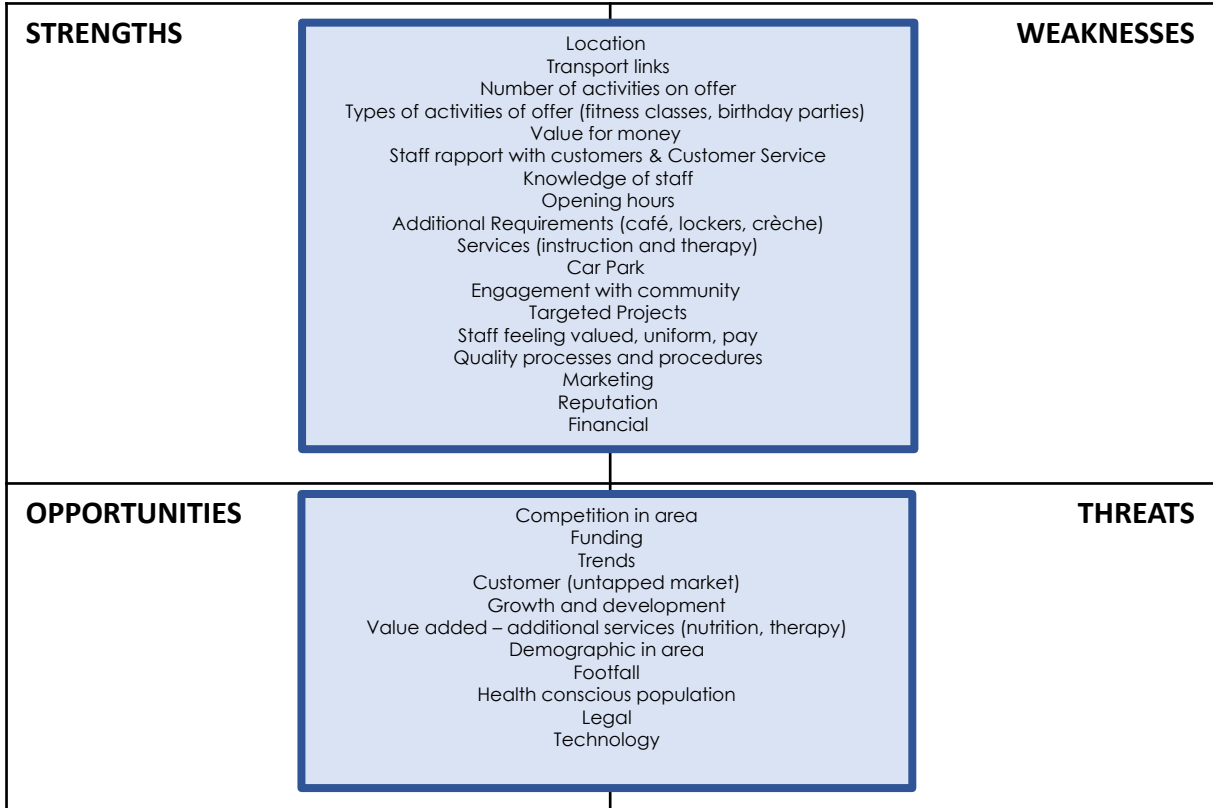 STRENGTHS
WEAKNESSES
Location
Transport links
Number of activities on offer
Types of activities of offer (fitness classes, birthday parties)
Value for money
Staff rapport with customers & Customer Service
Knowledge of staff
Opening hours
Additional Requirements (café, lockers, crèche)
Services (instruction and therapy)
Car Park
Engagement with community
Targeted Projects
Staff feeling valued, uniform, pay
Quality processes and procedures
Marketing
Reputation
Financial
OPPORTUNITIES
THREATS
Competition in area
Funding
Trends
Customer (untapped market)
Growth and development
Value added – additional services (nutrition, therapy)
Demographic in area
Footfall
Health conscious population
Legal
Technology